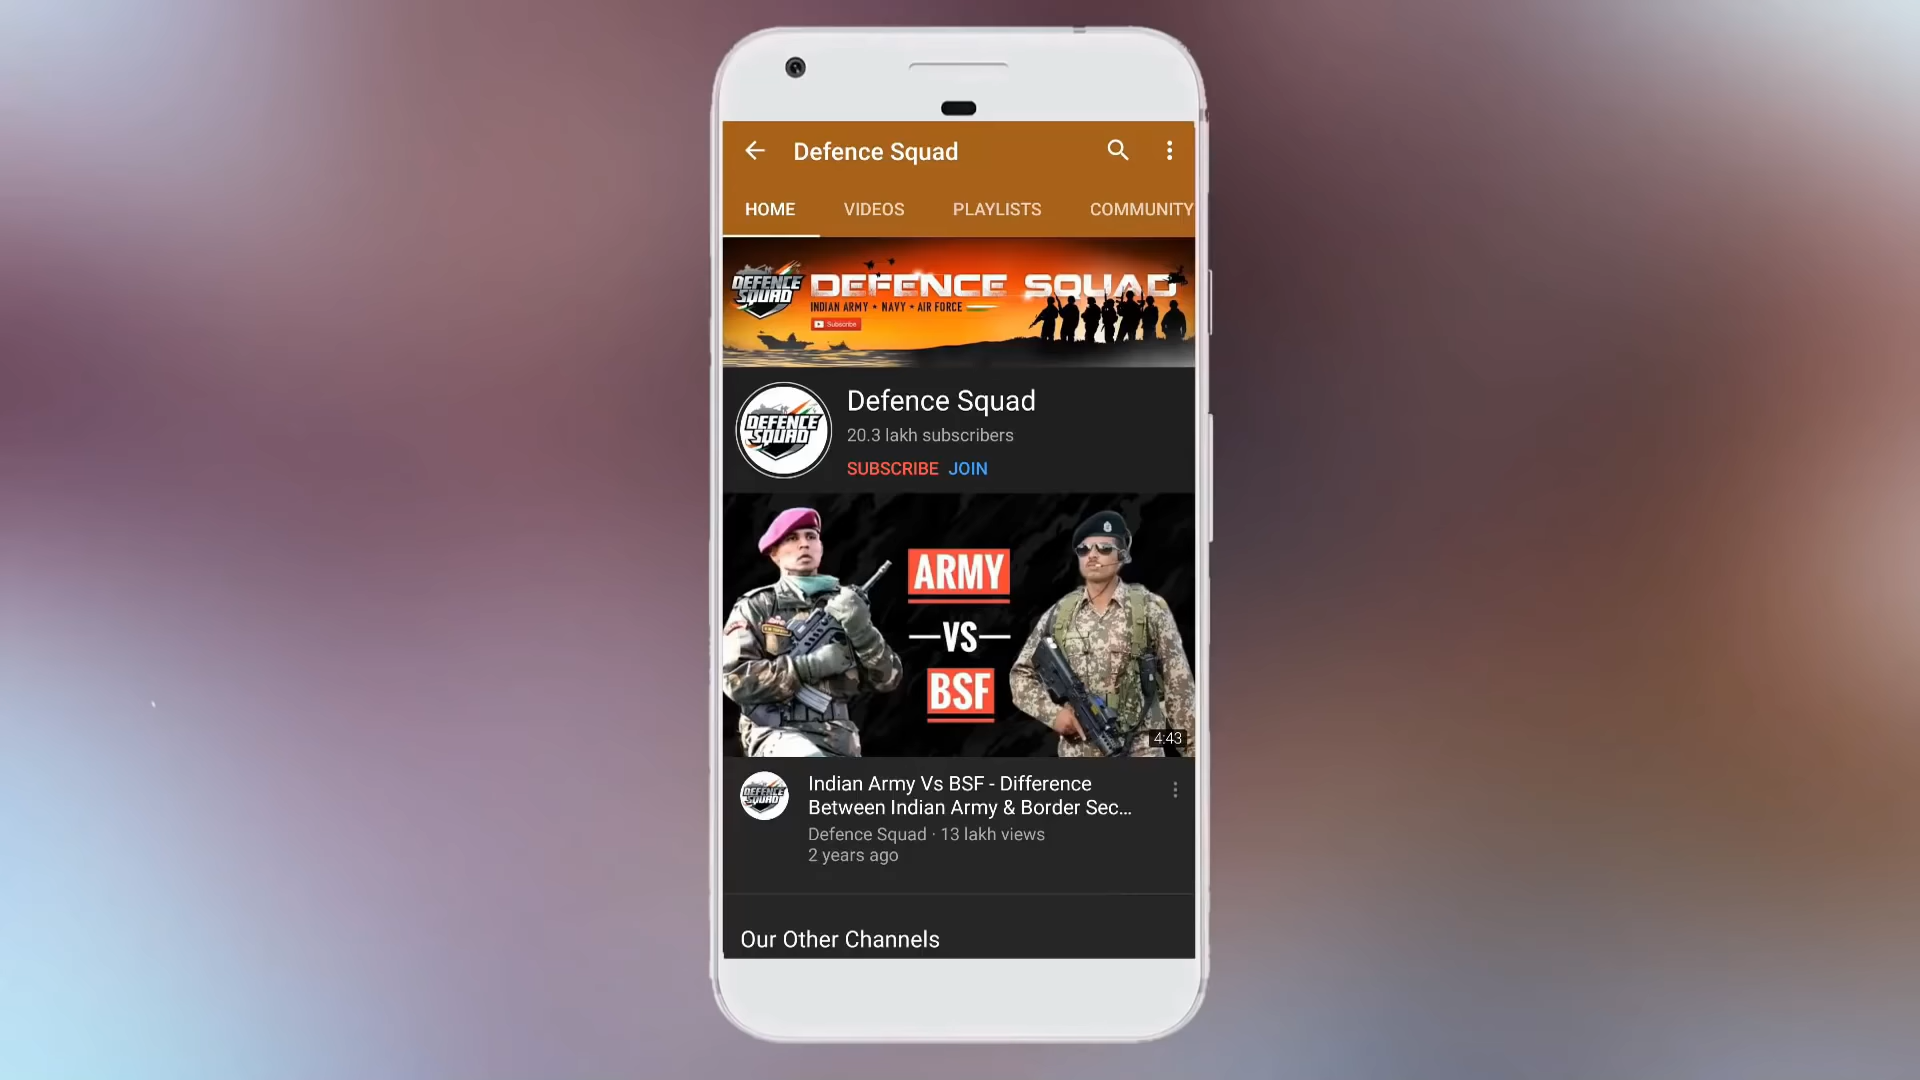 Defence Squad
HOME VIDEOS PLAYLISTS COMMUNITY
DEFENCE SQUAD
DEFENCE SQUAD
INDIAN ARMY • NAVY • AIR FORCE
Subscribe
DEFENCE SQUAD
Defence Squad
20.3 lakh subscribers
SUBSCRIBE JOIN
ARMY
VS
BSF
4:43
DEFENCE SQUAD
Indian Army Vs BSF - Difference
Between Indian Army & Border Sec...
Defence Squad · 13 lakh views
2 years ago
Our Other Channels